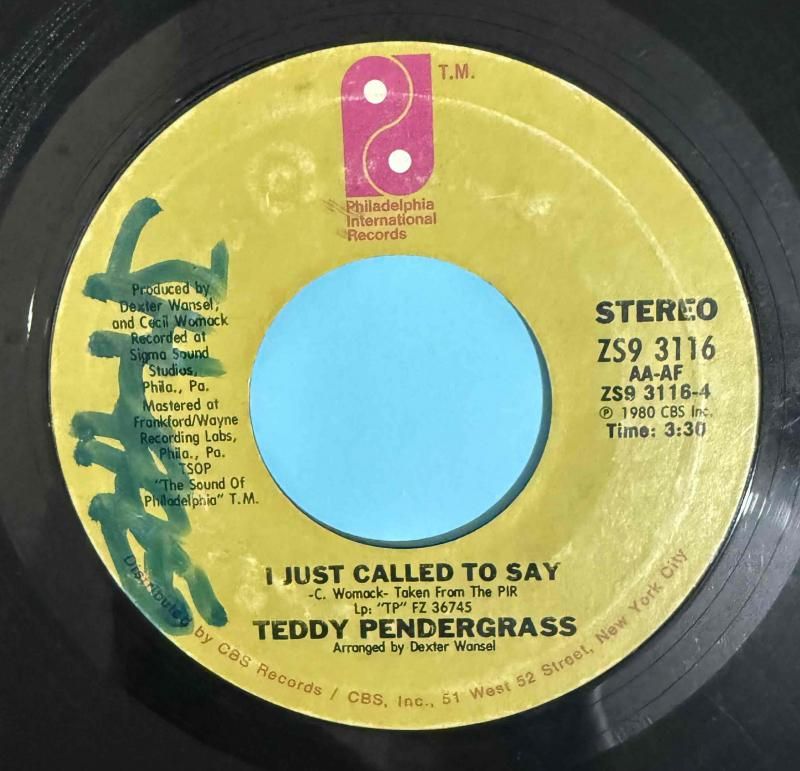 T.M.
Philadelphia
International
Records
Produced by
Dexter Wansel,
and Cecil Womack
Recorded at
Sigma Sound
Studios,
Phila., Pa.
Mastered at
Frankford/Wayne
Recording Labs,
Phila., Pa.
TSOP
"The Sound Of
Philadelphia" T.M.
STEREO
ZS9 3116
AA-AF
ZS9 3116-4
℗ 1980 CBS Inc.
Time: 3:30
I JUST CALLED TO SAY
-C. Womack- Taken From The PIR
Lp: "TP" FZ 36745
TEDDY PENDERGRASS
Arranged by Dexter Wansel
Distributed by CBS Records / CBS, Inc., 51 West 52 Street, New York City